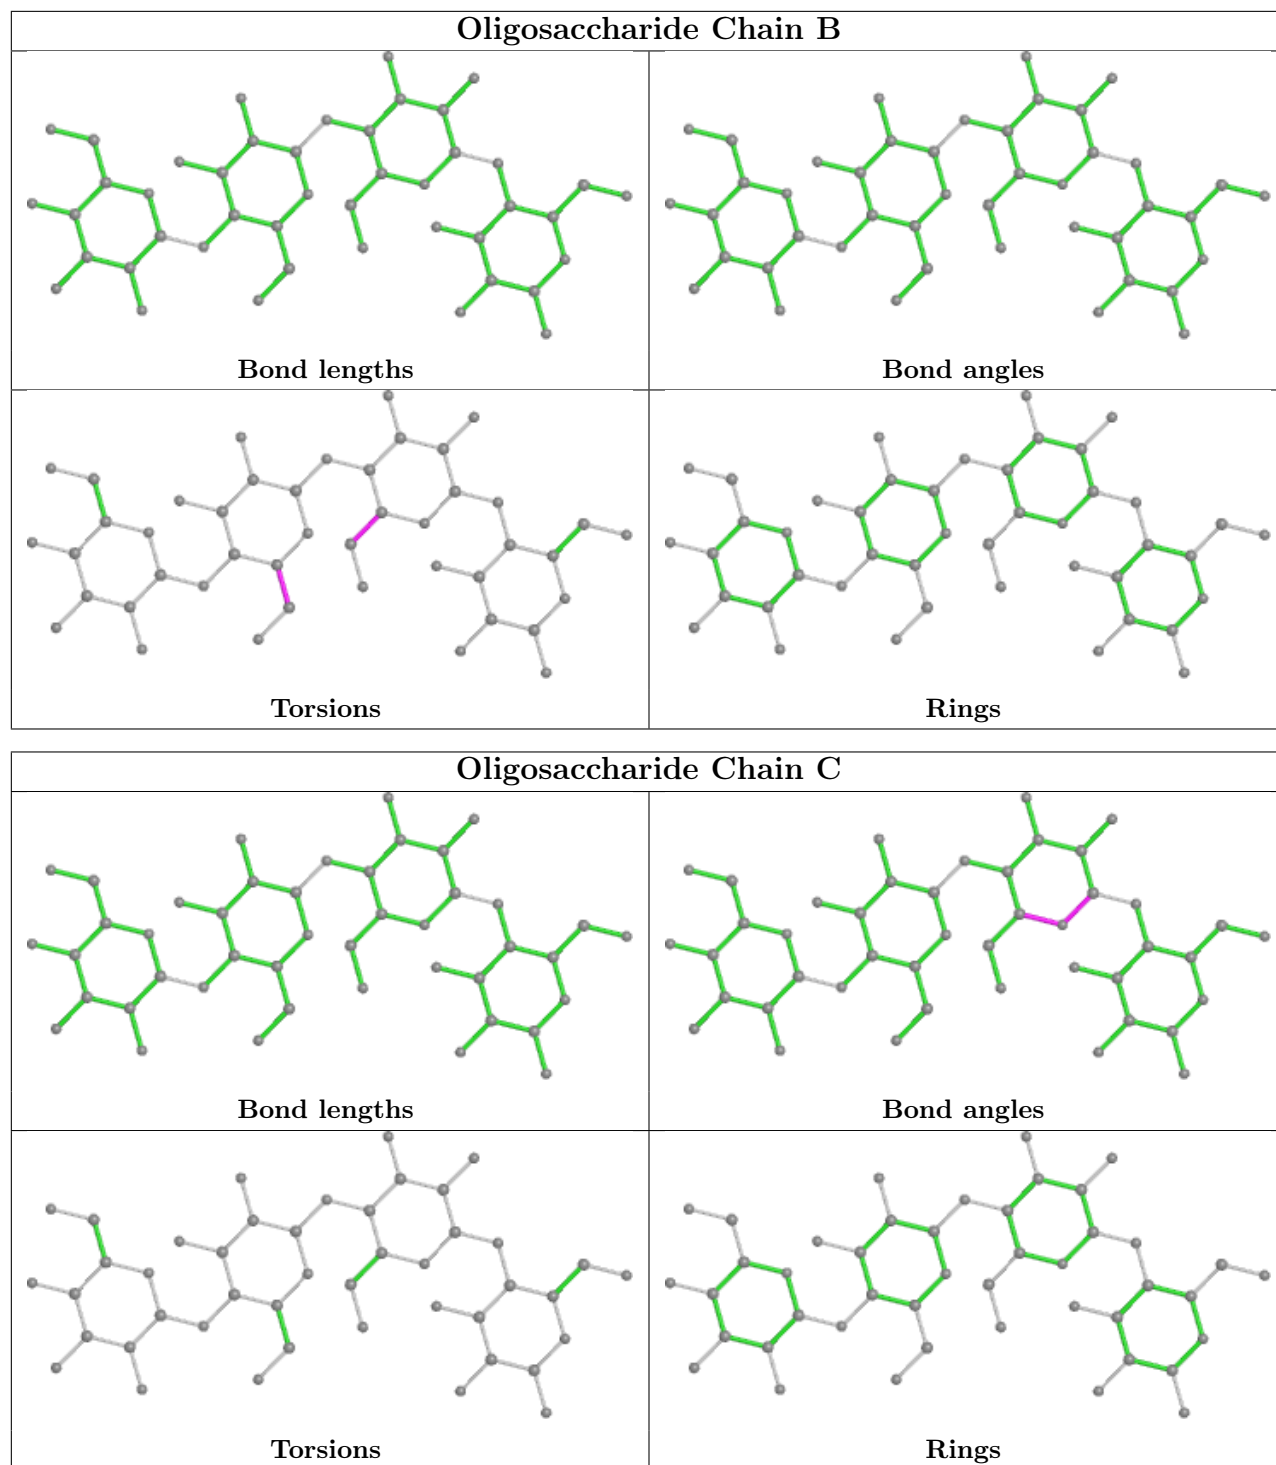 Oligosaccharide Chain B
Bond lengths
Bond angles
Torsions
Rings
Oligosaccharide Chain C
Bond lengths
Bond angles
Torsions
Rings